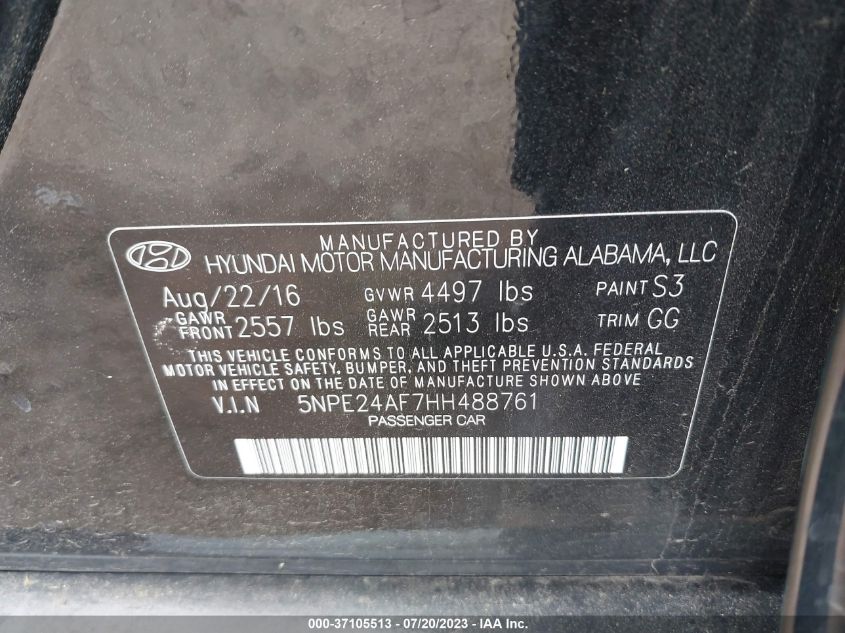 MANUFACTURED BY
HYUNDAI MOTOR MANUFACTURING ALABAMA, LLC
Aug/22/16 GVWR 4497 lbs PAINT S3
GAWR FRONT 2557 lbs GAWR REAR 2513 lbs TRIM GG
THIS VEHICLE CONFORMS TO ALL APPLICABLE U.S.A. FEDERAL
MOTOR VEHICLE SAFETY, BUMPER, AND THEFT PREVENTION STANDARDS
IN EFFECT ON THE DATE OF MANUFACTURE SHOWN ABOVE
V.I.N 5NPE24AF7HH488761
PASSENGER CAR
000-37105513 - 07/20/2023 - IAA Inc.